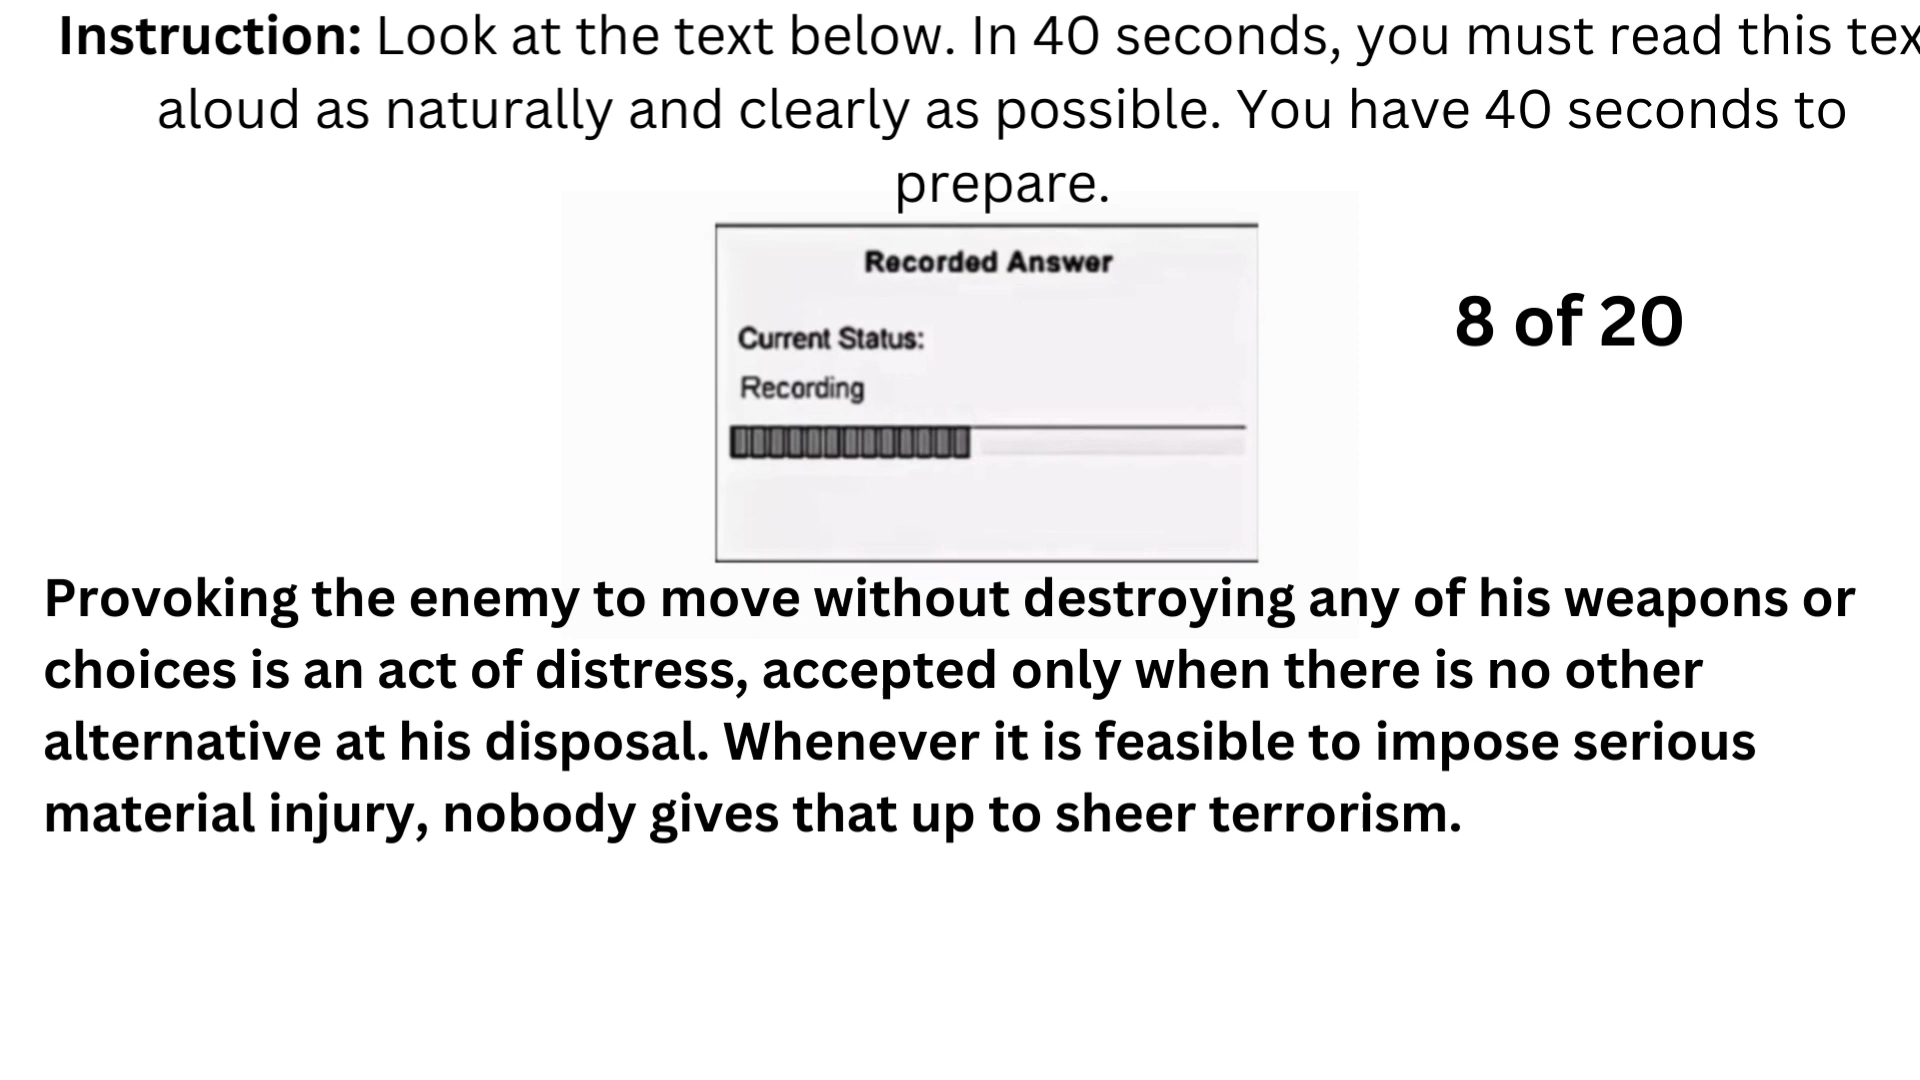 Instruction: Look at the text below. In 40 seconds, you must read this tex
aloud as naturally and clearly as possible. You have 40 seconds to
prepare.
Recorded Answer
Current Status:
8 of 20
Recording
Provoking the enemy to move without destroying any of his weapons or
choices is an act of distress, accepted only when there is no other
alternative at his disposal. Whenever it is feasible to impose serious
material injury, nobody gives that up to sheer terrorism.